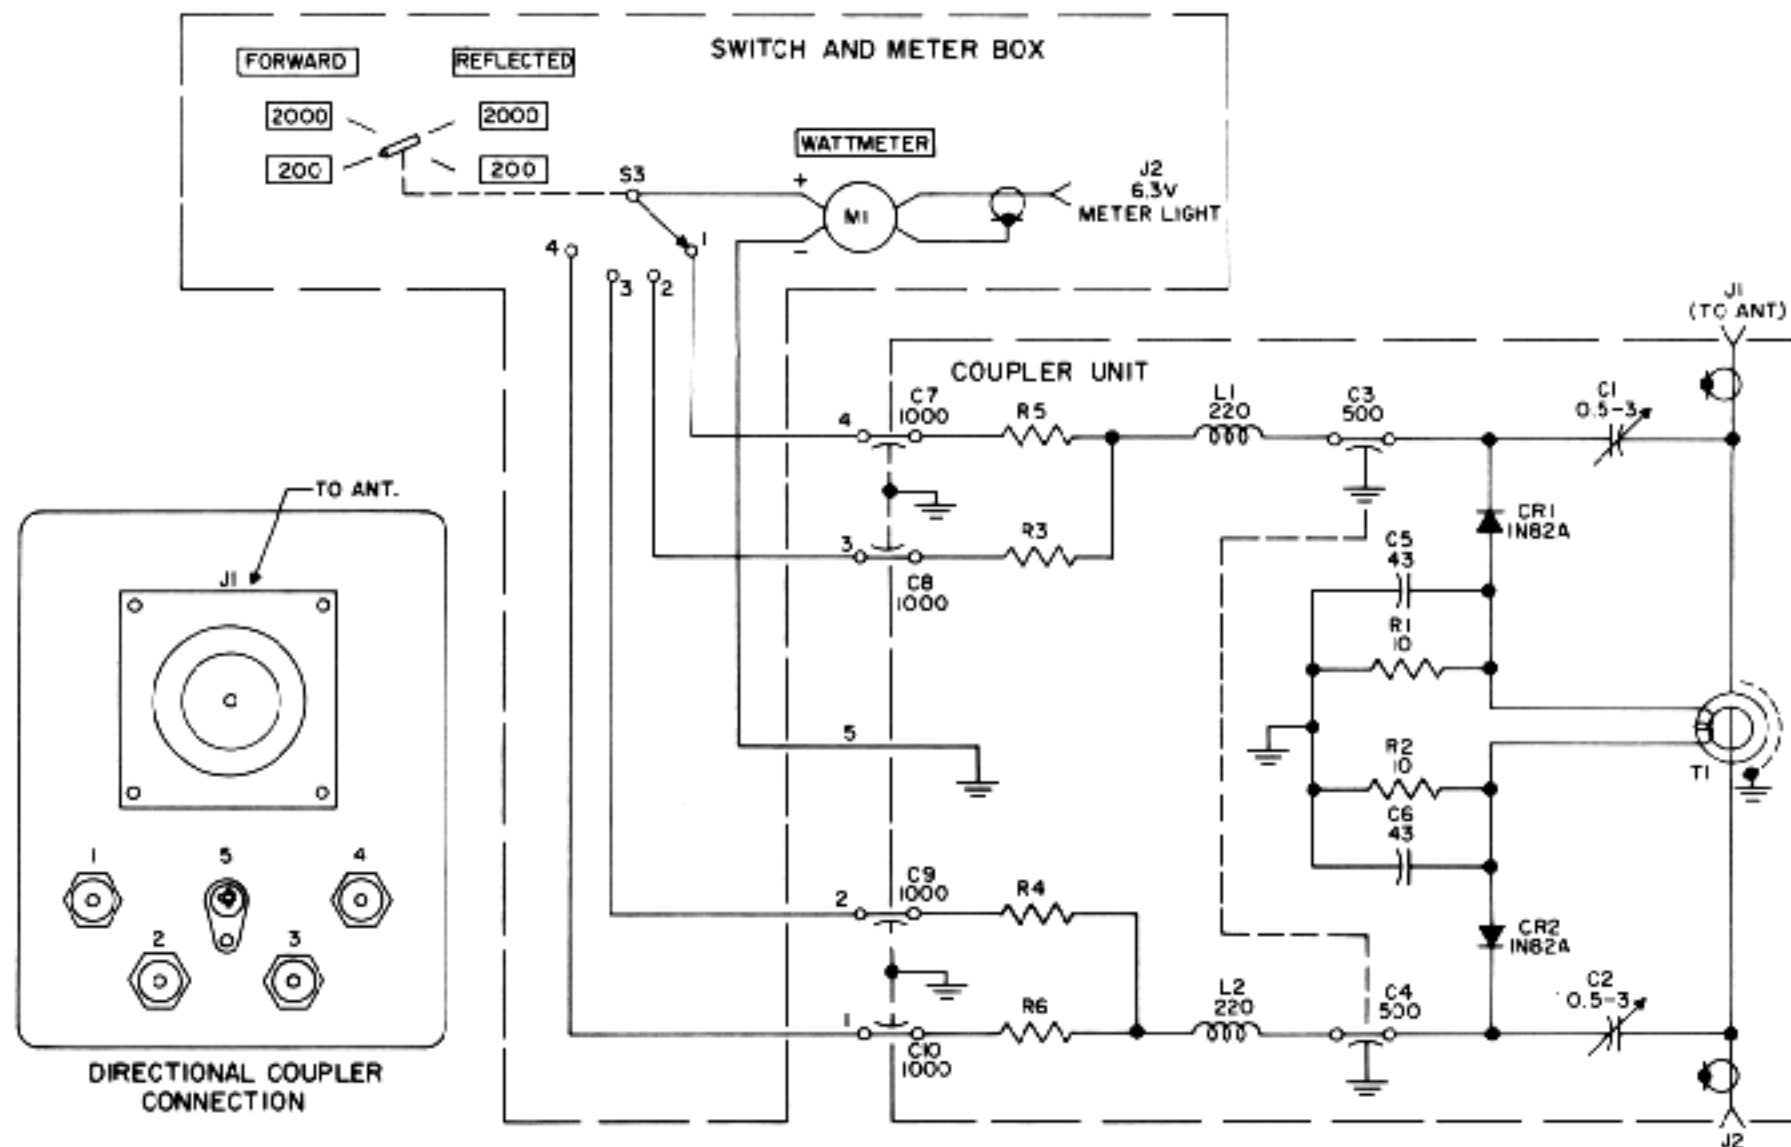 SWITCH AND METER BOX
FORWARD
REFLECTED
2000
2000
200
200
WATTMETER
S3
+
M1
-
J2
6.3V
METER LIGHT
4
3
2
1
J1
(TO ANT)
COUPLER UNIT
4
C7
1000
R5
L1
220
C3
500
C1
0.5-3
3
C8
1000
R3
CR1
1N82A
C5
43
R1
10
5
R2
10
C6
43
T1
2
C9
1000
R4
CR2
1N82A
1
C10
1000
R6
L2
220
C4
500
C2
0.5-3
J2
TO ANT.
J1
1
5
4
2
3
DIRECTIONAL COUPLER
CONNECTION